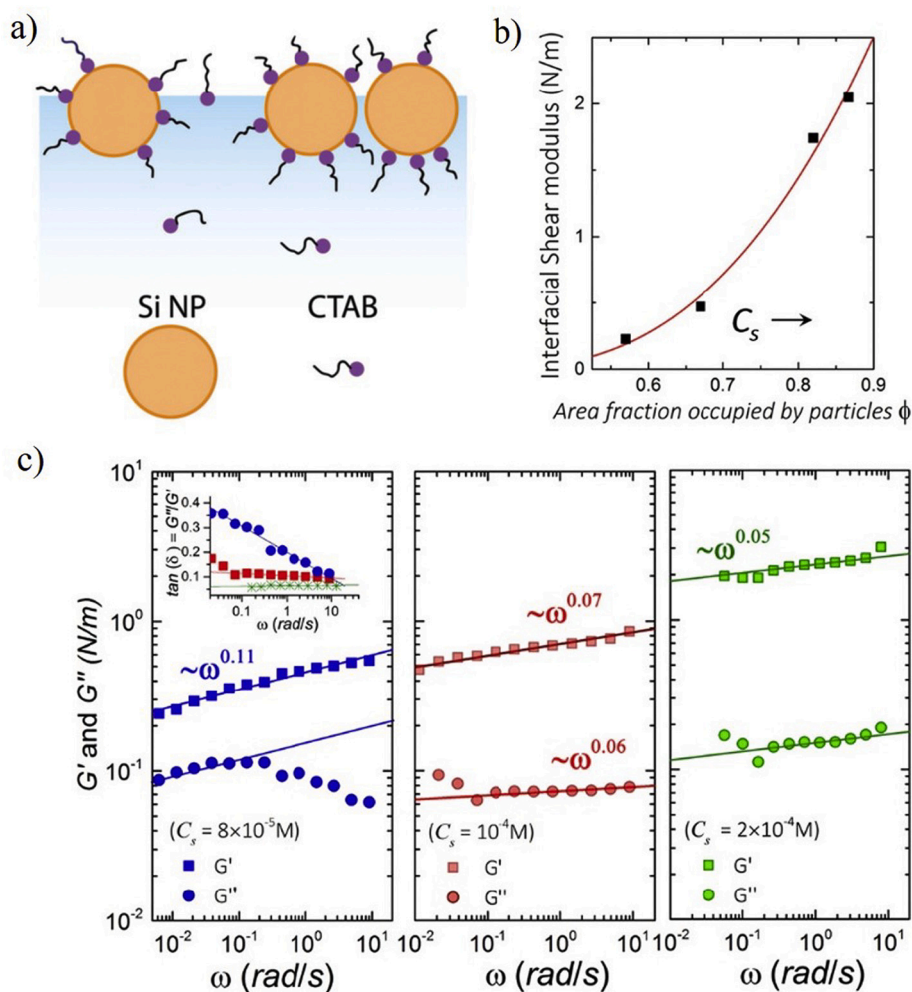 a)
Si NP
CTAB
b)
Interfacial Shear modulus (N/m)
2
1
0
C_s →
0.6 0.7 0.8 0.9
Area fraction occupied by particles ϕ
c)
G' and G'' (N/m)
10^1
10^0
10^-1
10^-2
tan(δ) = G''/G'
0.4
0.3
0.1
0.1 1 10
ω (rad/s)
~ω^0.11
(C_s = 8×10^-5M)
G'
G''
10^-2 10^-1 10^0 10^1
ω (rad/s)
~ω^0.07
~ω^0.06
(C_s = 10^-4M)
G'
G''
10^-2 10^-1 10^0 10^1
ω (rad/s)
~ω^0.05
(C_s = 2×10^-4M)
G'
G''
10^-2 10^-1 10^0 10^1
ω (rad/s)